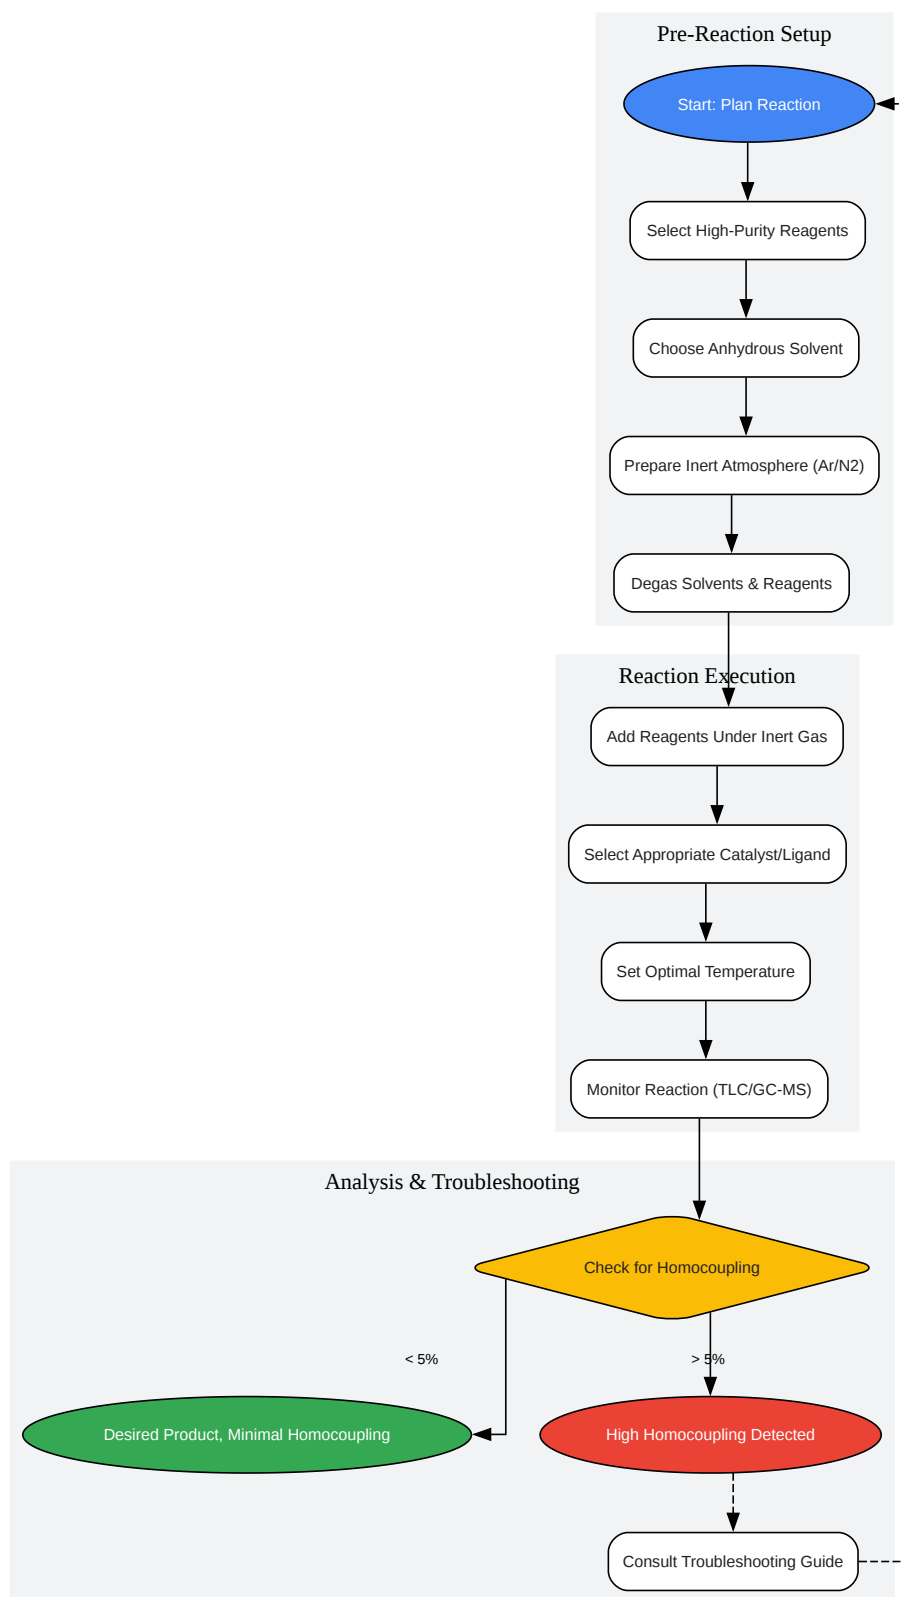 Pre-Reaction Setup
Start: Plan Reaction
Select High-Purity Reagents
Choose Anhydrous Solvent
Prepare Inert Atmosphere (Ar/N2)
Degas Solvents & Reagents
Reaction Execution
Add Reagents Under Inert Gas
Select Appropriate Catalyst/Ligand
Set Optimal Temperature
Monitor Reaction (TLC/GC-MS)
Analysis & Troubleshooting
Check for Homocoupling
< 5%
> 5%
Desired Product, Minimal Homocoupling
High Homocoupling Detected
Consult Troubleshooting Guide